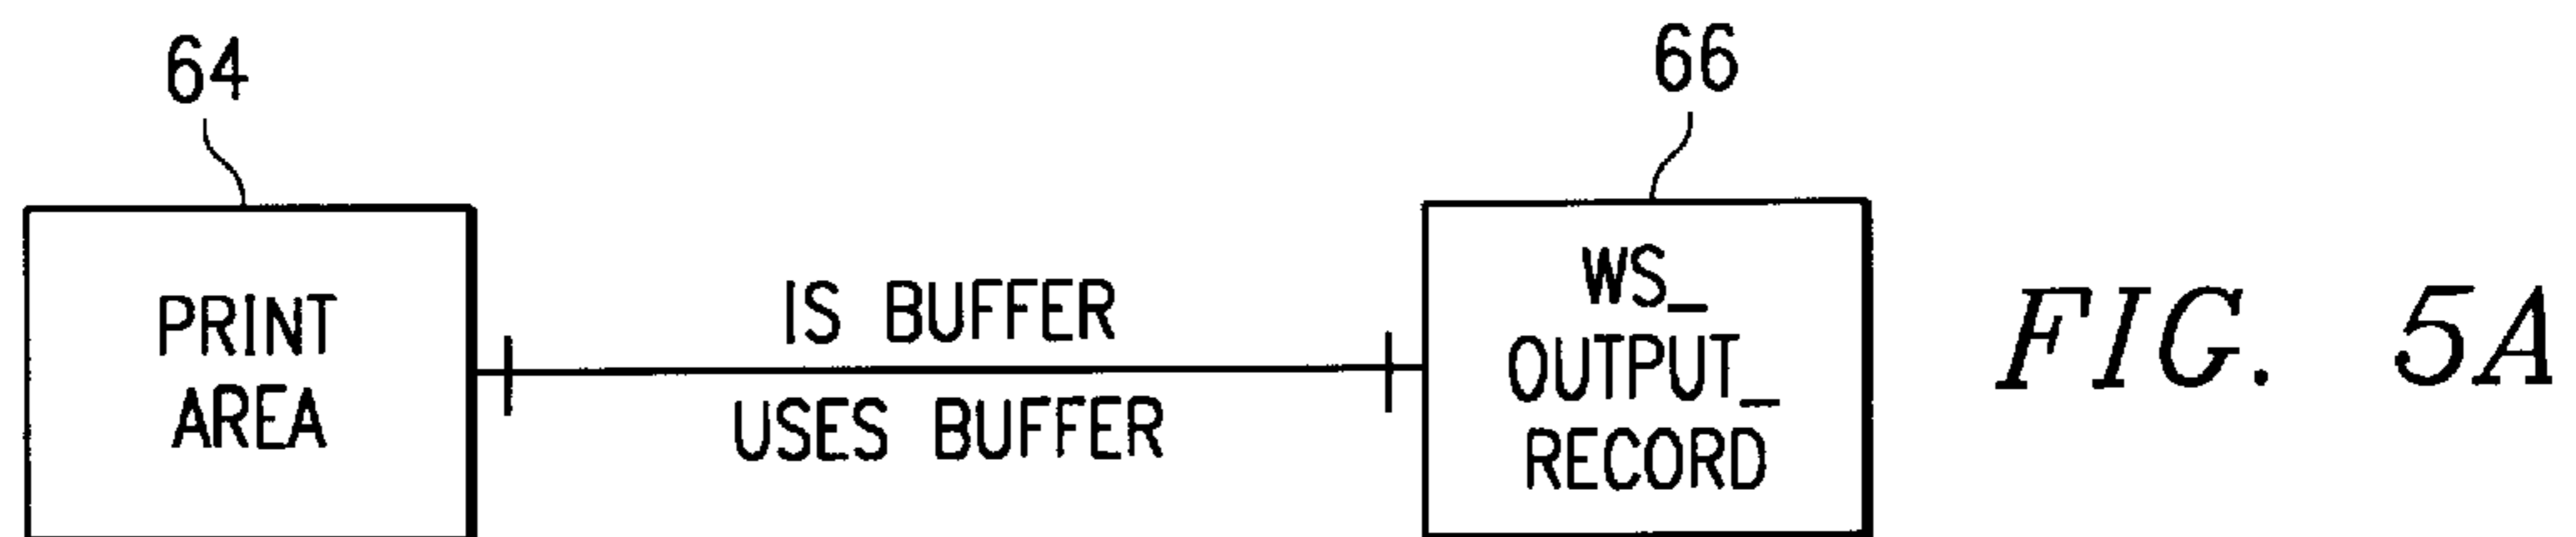 64
66
PRINT
AREA
IS BUFFER
USES BUFFER
WS_
OUTPUT_
RECORD
FIG. 5A